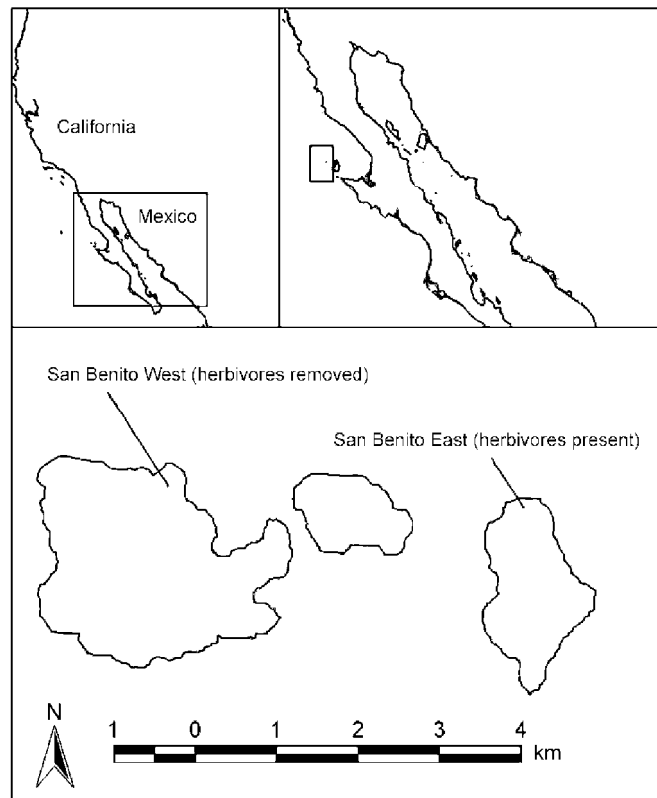 California
Mexico
San Benito West (herbivores removed)
San Benito East (herbivores present)
N
1 0 1 2 3 4
km